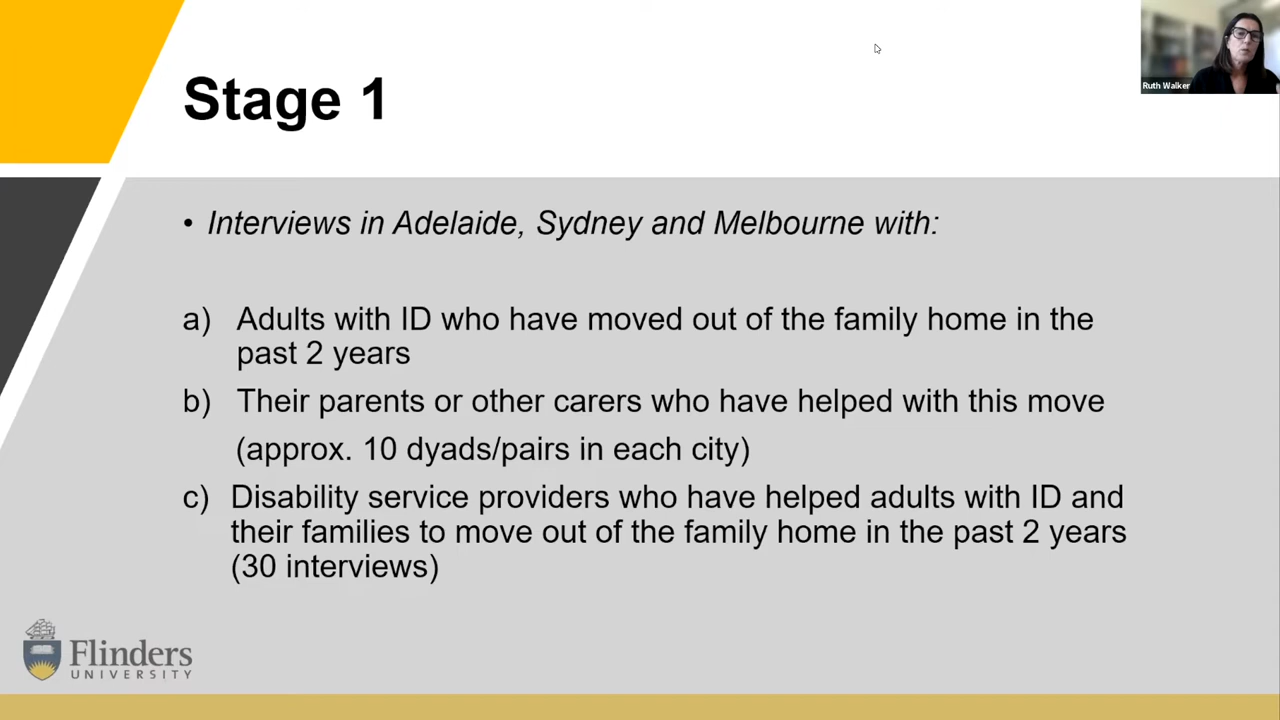 Ruth Walker
Stage 1
• Interviews in Adelaide, Sydney and Melbourne with:
a) Adults with ID who have moved out of the family home in the
past 2 years
b) Their parents or other carers who have helped with this move
(approx. 10 dyads/pairs in each city)
c) Disability service providers who have helped adults with ID and
their families to move out of the family home in the past 2 years
(30 interviews)
Flinders
UNIVERSITY